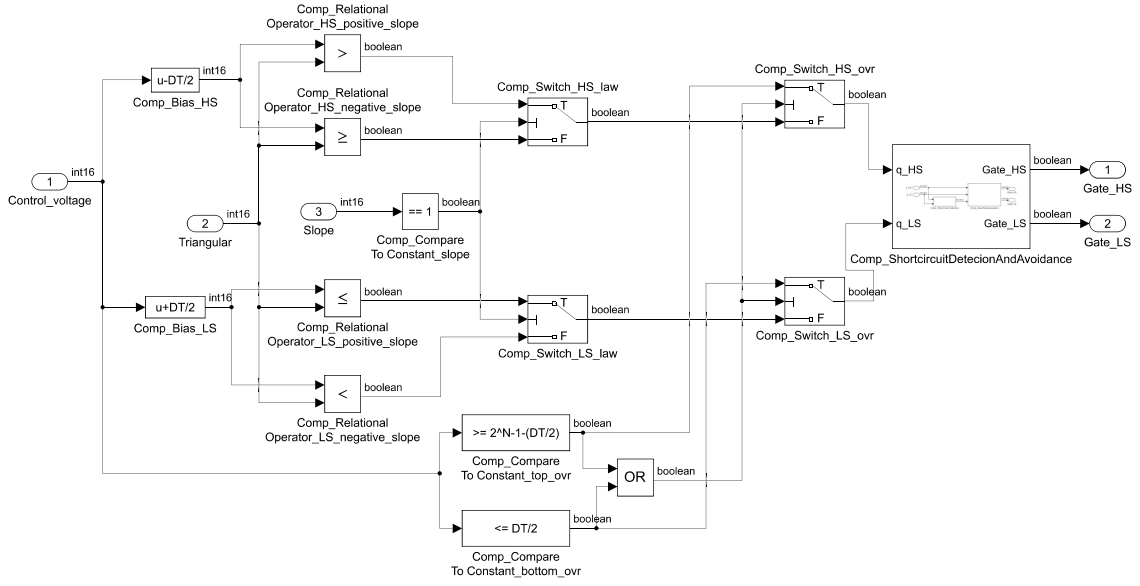 Comp_Relational
Operator_HS_positive_slope
>
boolean
u-DT/2
int16
Comp_Bias_HS
Comp_Relational
Operator_HS_negative_slope
≥
boolean
Comp_Switch_HS_law
T
F
boolean
Comp_Switch_HS_ovr
T
F
boolean
1
int16
Control_voltage
2
int16
Triangular
3
int16
Slope
== 1
boolean
Comp_Compare
To Constant_slope
q_HS
Gate_HS
q_LS
Gate_LS
Comp_ShortcircuitDetecionAndAvoidance
boolean
1
Gate_HS
boolean
2
Gate_LS
u+DT/2
int16
Comp_Bias_LS
≤
boolean
Comp_Relational
Operator_LS_positive_slope
T
F
boolean
Comp_Switch_LS_law
T
F
boolean
Comp_Switch_LS_ovr
<
boolean
Comp_Relational
Operator_LS_negative_slope
>= 2^N-1-(DT/2)
boolean
Comp_Compare
To Constant_top_ovr
OR
boolean
<= DT/2
boolean
Comp_Compare
To Constant_bottom_ovr